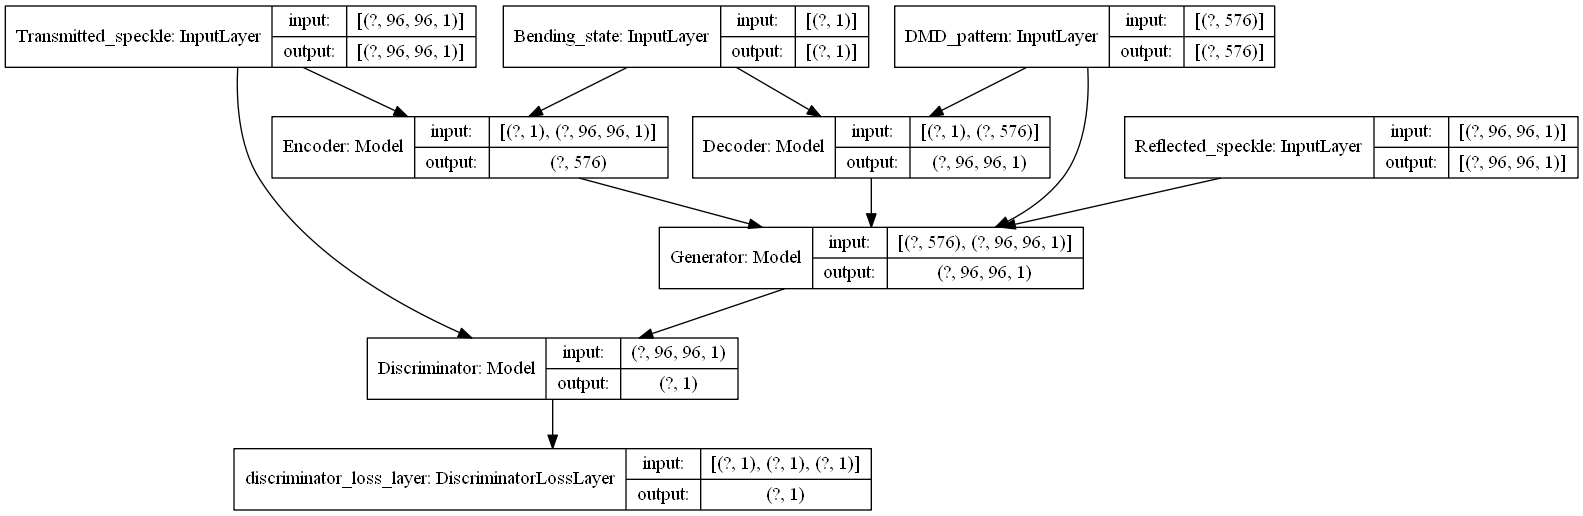 Transmitted_speckle: InputLayer
input:
[(?, 96, 96, 1)]
output:
[(?, 96, 96, 1)]
Bending_state: InputLayer
input:
[(?, 1)]
output:
[(?, 1)]
DMD_pattern: InputLayer
input:
[(?, 576)]
output:
[(?, 576)]
Encoder: Model
input:
[(?, 1), (?, 96, 96, 1)]
output:
(?, 576)
Decoder: Model
input:
[(?, 1), (?, 576)]
output:
(?, 96, 96, 1)
Reflected_speckle: InputLayer
input:
[(?, 96, 96, 1)]
output:
[(?, 96, 96, 1)]
Generator: Model
input:
[(?, 576), (?, 96, 96, 1)]
output:
(?, 96, 96, 1)
Discriminator: Model
input:
(?, 96, 96, 1)
output:
(?, 1)
discriminator_loss_layer: DiscriminatorLossLayer
input:
[(?, 1), (?, 1), (?, 1)]
output:
(?, 1)